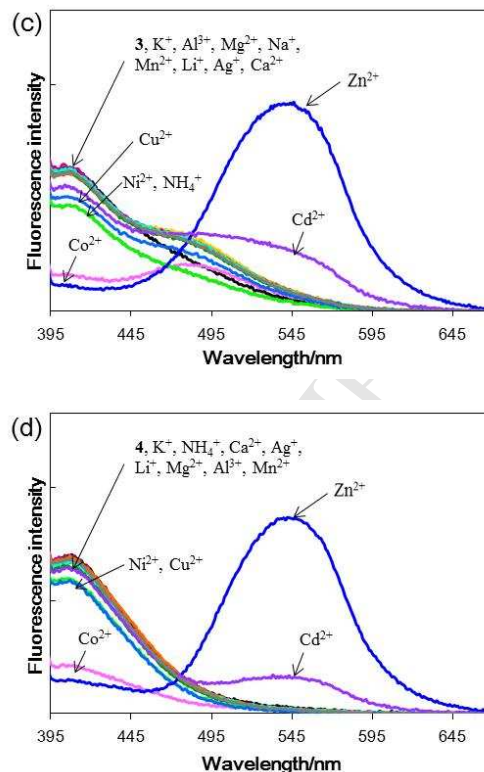 (c)
3, K⁺, Al³⁺, Mg²⁺, Na⁺,
Mn²⁺, Li⁺, Ag⁺, Ca²⁺
Zn²⁺
Cu²⁺
Ni²⁺, NH₄⁺
Cd²⁺
Co²⁺
Fluorescence intensity
395 445 495 545 595 645
Wavelength/nm
(d)
4, K⁺, NH₄⁺, Ca²⁺, Ag⁺,
Li⁺, Mg²⁺, Al³⁺, Mn²⁺
Zn²⁺
Ni²⁺, Cu²⁺
Co²⁺
Cd²⁺
Fluorescence intensity
395 445 495 545 595 645
Wavelength/nm